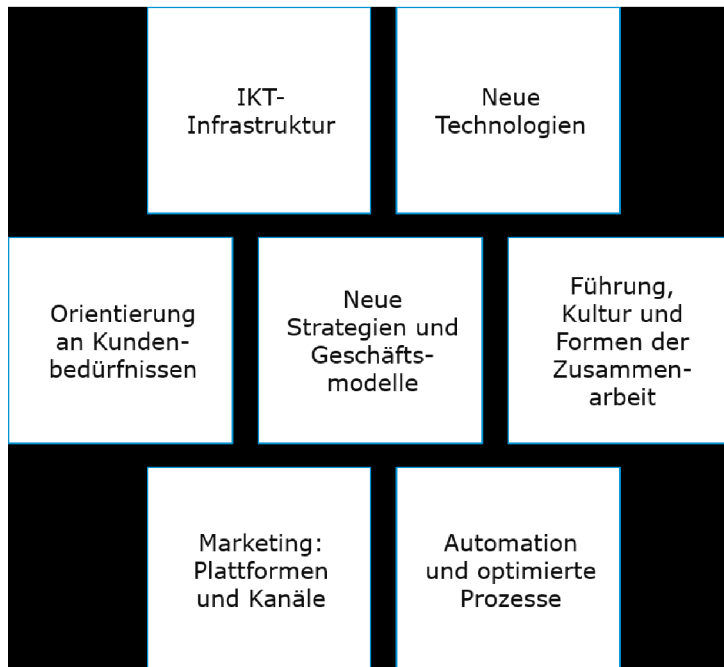 IKT-
Infrastruktur
Neue
Technologien
Orientierung
an Kunden-
bedürfnissen
Neue
Strategien und
Geschäfts-
modelle
Führung,
Kultur und
Formen der
Zusammen-
arbeit
Marketing:
Plattformen
und Kanäle
Automation
und optimierte
Prozesse